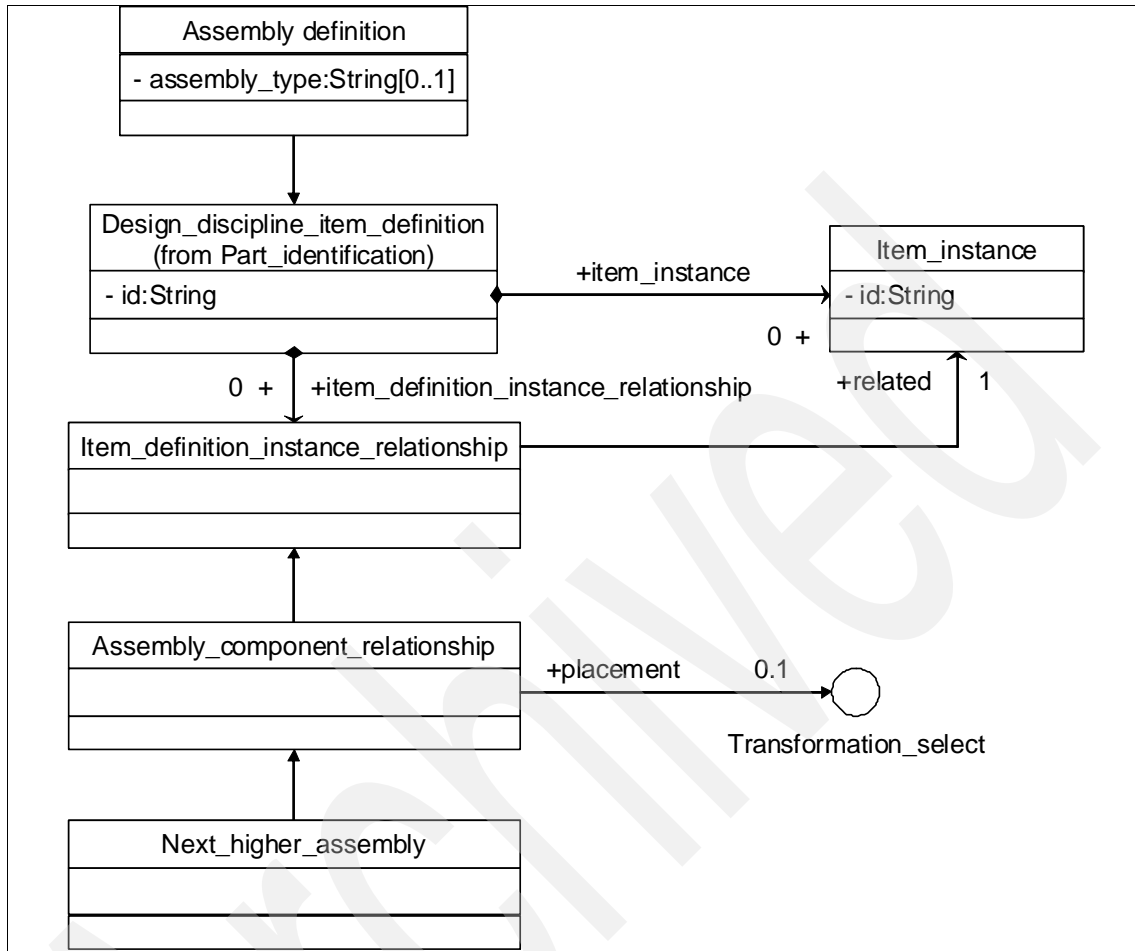 Assembly definition
- assembly_type:String[0..1]
Design_discipline_item_definition
(from Part_identification)
- id:String
+item_instance
0 +
Item_instance
- id:String
+related 1
0 + +item_definition_instance_relationship
Item_definition_instance_relationship
Assembly_component_relationship
+placement 0.1
Transformation_select
Next_higher_assembly
Archived